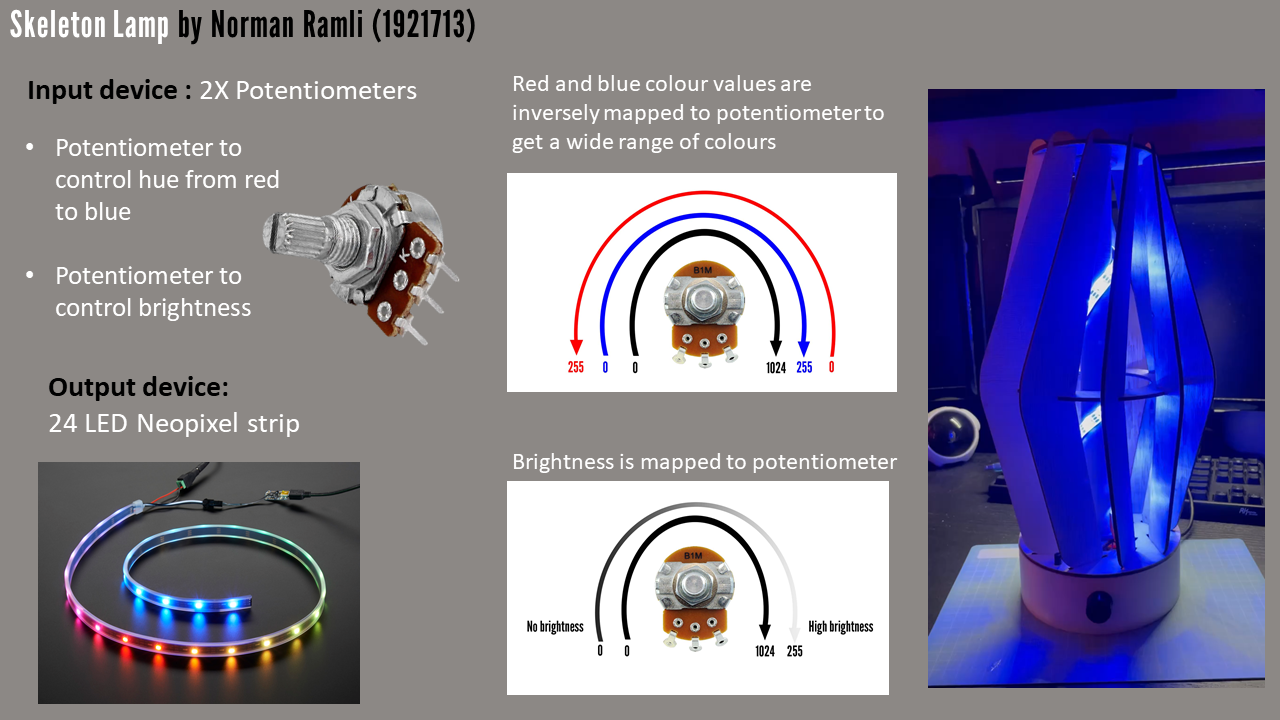 Skeleton Lamp by Norman Ramli (1921713)
Input device : 2X Potentiometers
• Potentiometer to
control hue from red
to blue
• Potentiometer to
control brightness
Output device:
24 LED Neopixel strip
Red and blue colour values are
inversely mapped to potentiometer to
get a wide range of colours
B1M
255 0 0 1024 255 0
Brightness is mapped to potentiometer
B1M
No brightness High brightness
0 0 1024 255
K